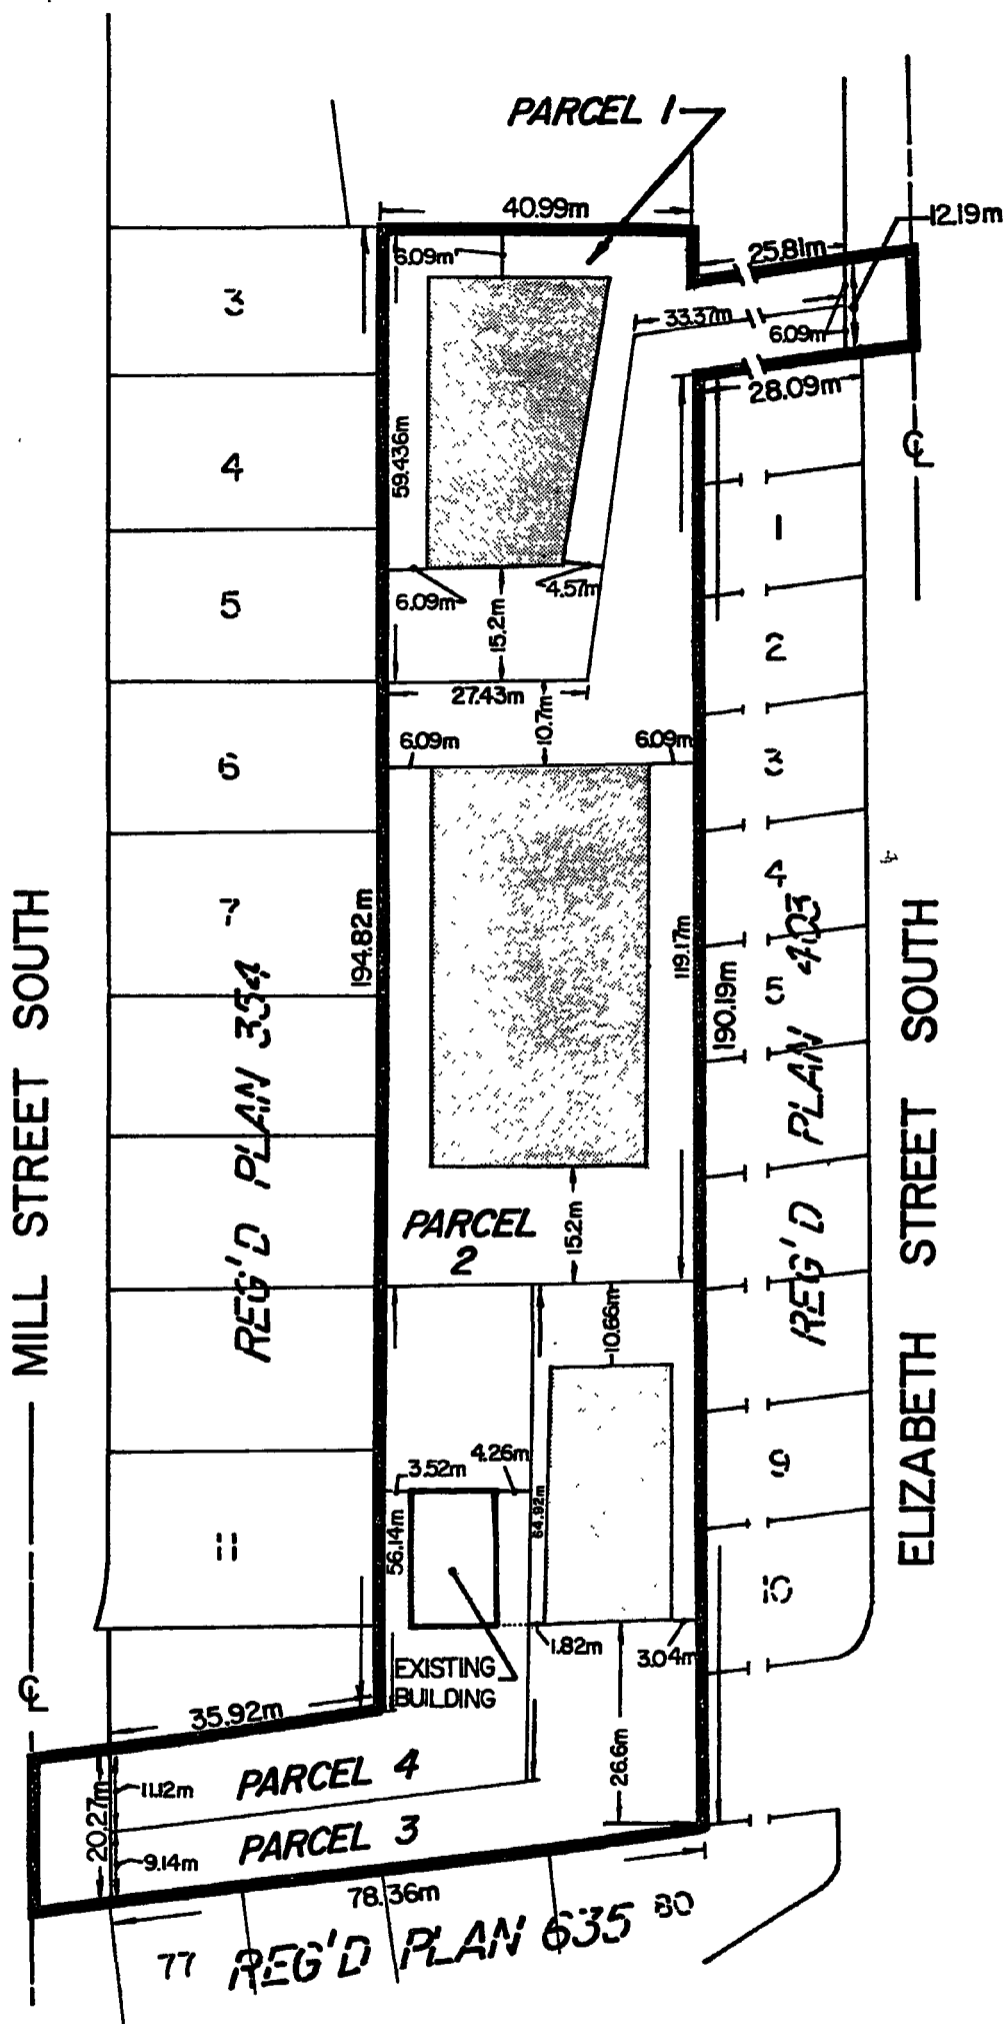 PARCEL 1
40.99m
12.19m
25.81m
6.09m
33.37m
6.09m
28.09m
3
4
5
59.436m
6.09m
4.57m
15.2m
27.43m
10.7m
6.09m
6.09m
℄
1
2
3
4
5
9
10
6
7
11
194.82m
119.17m
190.19m
MILL STREET SOUTH
REG'D PLAN 354
REG'D PLAN 403
ELIZABETH STREET SOUTH
15.2m
PARCEL
2
10.66m
4.26m
3.52m
56.14m
64.92m
1.82m
3.04m
EXISTING
BUILDING
℄
35.92m
26.6m
20.27m
11.12m
PARCEL 4
PARCEL 3
9.14m
78.36m
77
REG'D PLAN 635
80